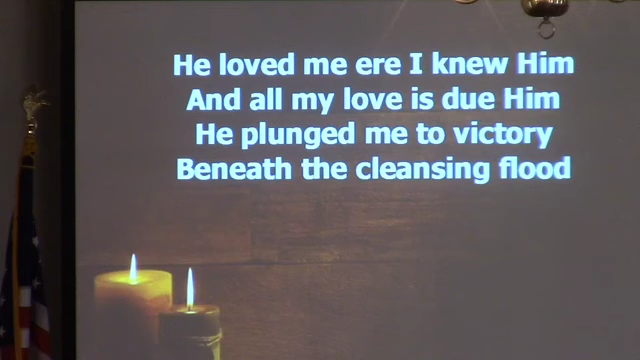 He loved me ere I knew Him
And all my love is due Him
He plunged me to victory
Beneath the cleansing flood